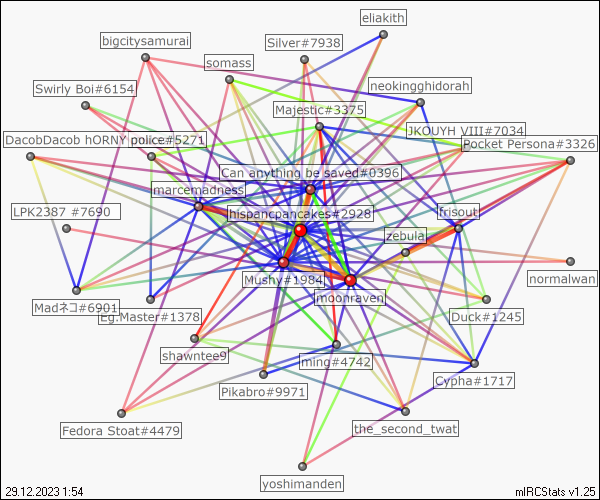 eliakith
bigcitysamurai
Silver#7938
somass
neokingghidorah
Swirly Boi#6154
Majestic#3375
JKOUYH VIII#7034
DacobDacob hORNY police#5271
Pocket Persona#3326
Can anything be saved#0396
marcemadness
LPK2387 #7690
hispancpancakes#2928
frisout
zebula
Mushy#1984
normalwan
moonraven
Madネコ#6901
Eg.Master#1378
Duck#1245
shawntee9
ming#4742
Cypha#1717
Pikabro#9971
Fedora Stoat#4479
the_second_twat
yoshimanden
29.12.2023 1:54
mIRCStats v1.25